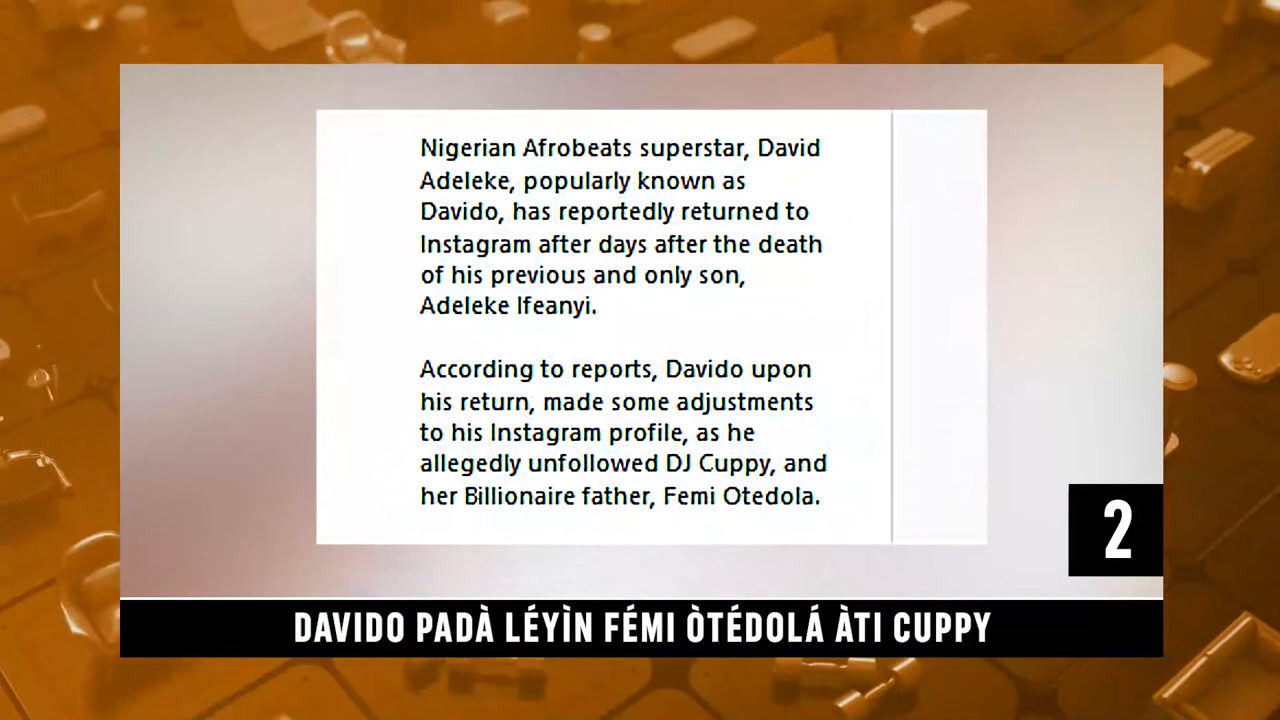 Nigerian Afrobeats superstar, David
Adeleke, popularly known as
Davido, has reportedly returned to
Instagram after days after the death
of his previous and only son,
Adeleke Ifeanyi.
According to reports, Davido upon
his return, made some adjustments
to his Instagram profile, as he
allegedly unfollowed DJ Cuppy, and
her Billionaire father, Femi Otedola.
2
DAVIDO PADÀ LÉYÌN FÉMI ÒTÉDOLÁ ÀTI CUPPY